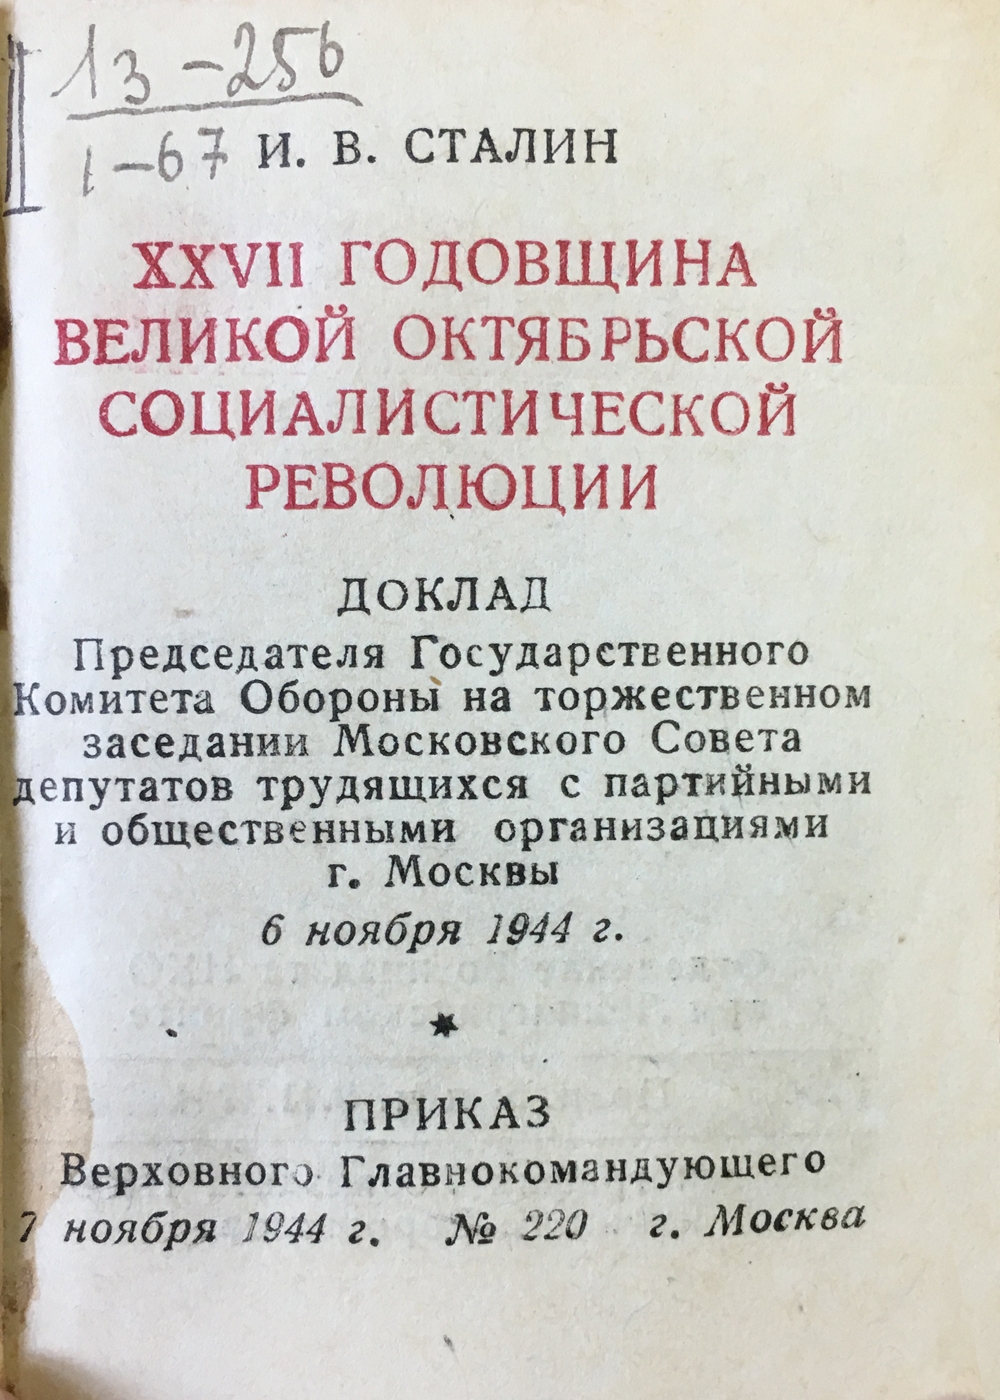 13-256
1-67
И. В. СТАЛИН
XXVII ГОДОВЩИНА
ВЕЛИКОЙ ОКТЯБРЬСКОЙ
СОЦИАЛИСТИЧЕСКОЙ
РЕВОЛЮЦИИ
ДОКЛАД
Председателя Государственного
Комитета Обороны на торжественном
заседании Московского Совета
депутатов трудящихся с партийными
и общественными организациями
г. Москвы
6 ноября 1944 г.
ПРИКАЗ
Верховного Главнокомандующего
7 ноября 1944 г. № 220 г. Москва